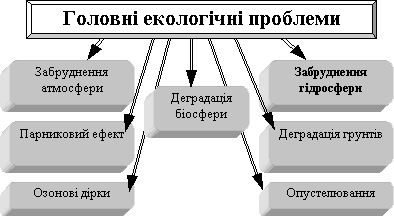 Головні екологічні проблеми
Забруднення
атмосфери
Забруднення
гідросфери
Деградація
біосфери
Парниковий ефект
Деградація грунтів
Озонові дірки
Опустелювання